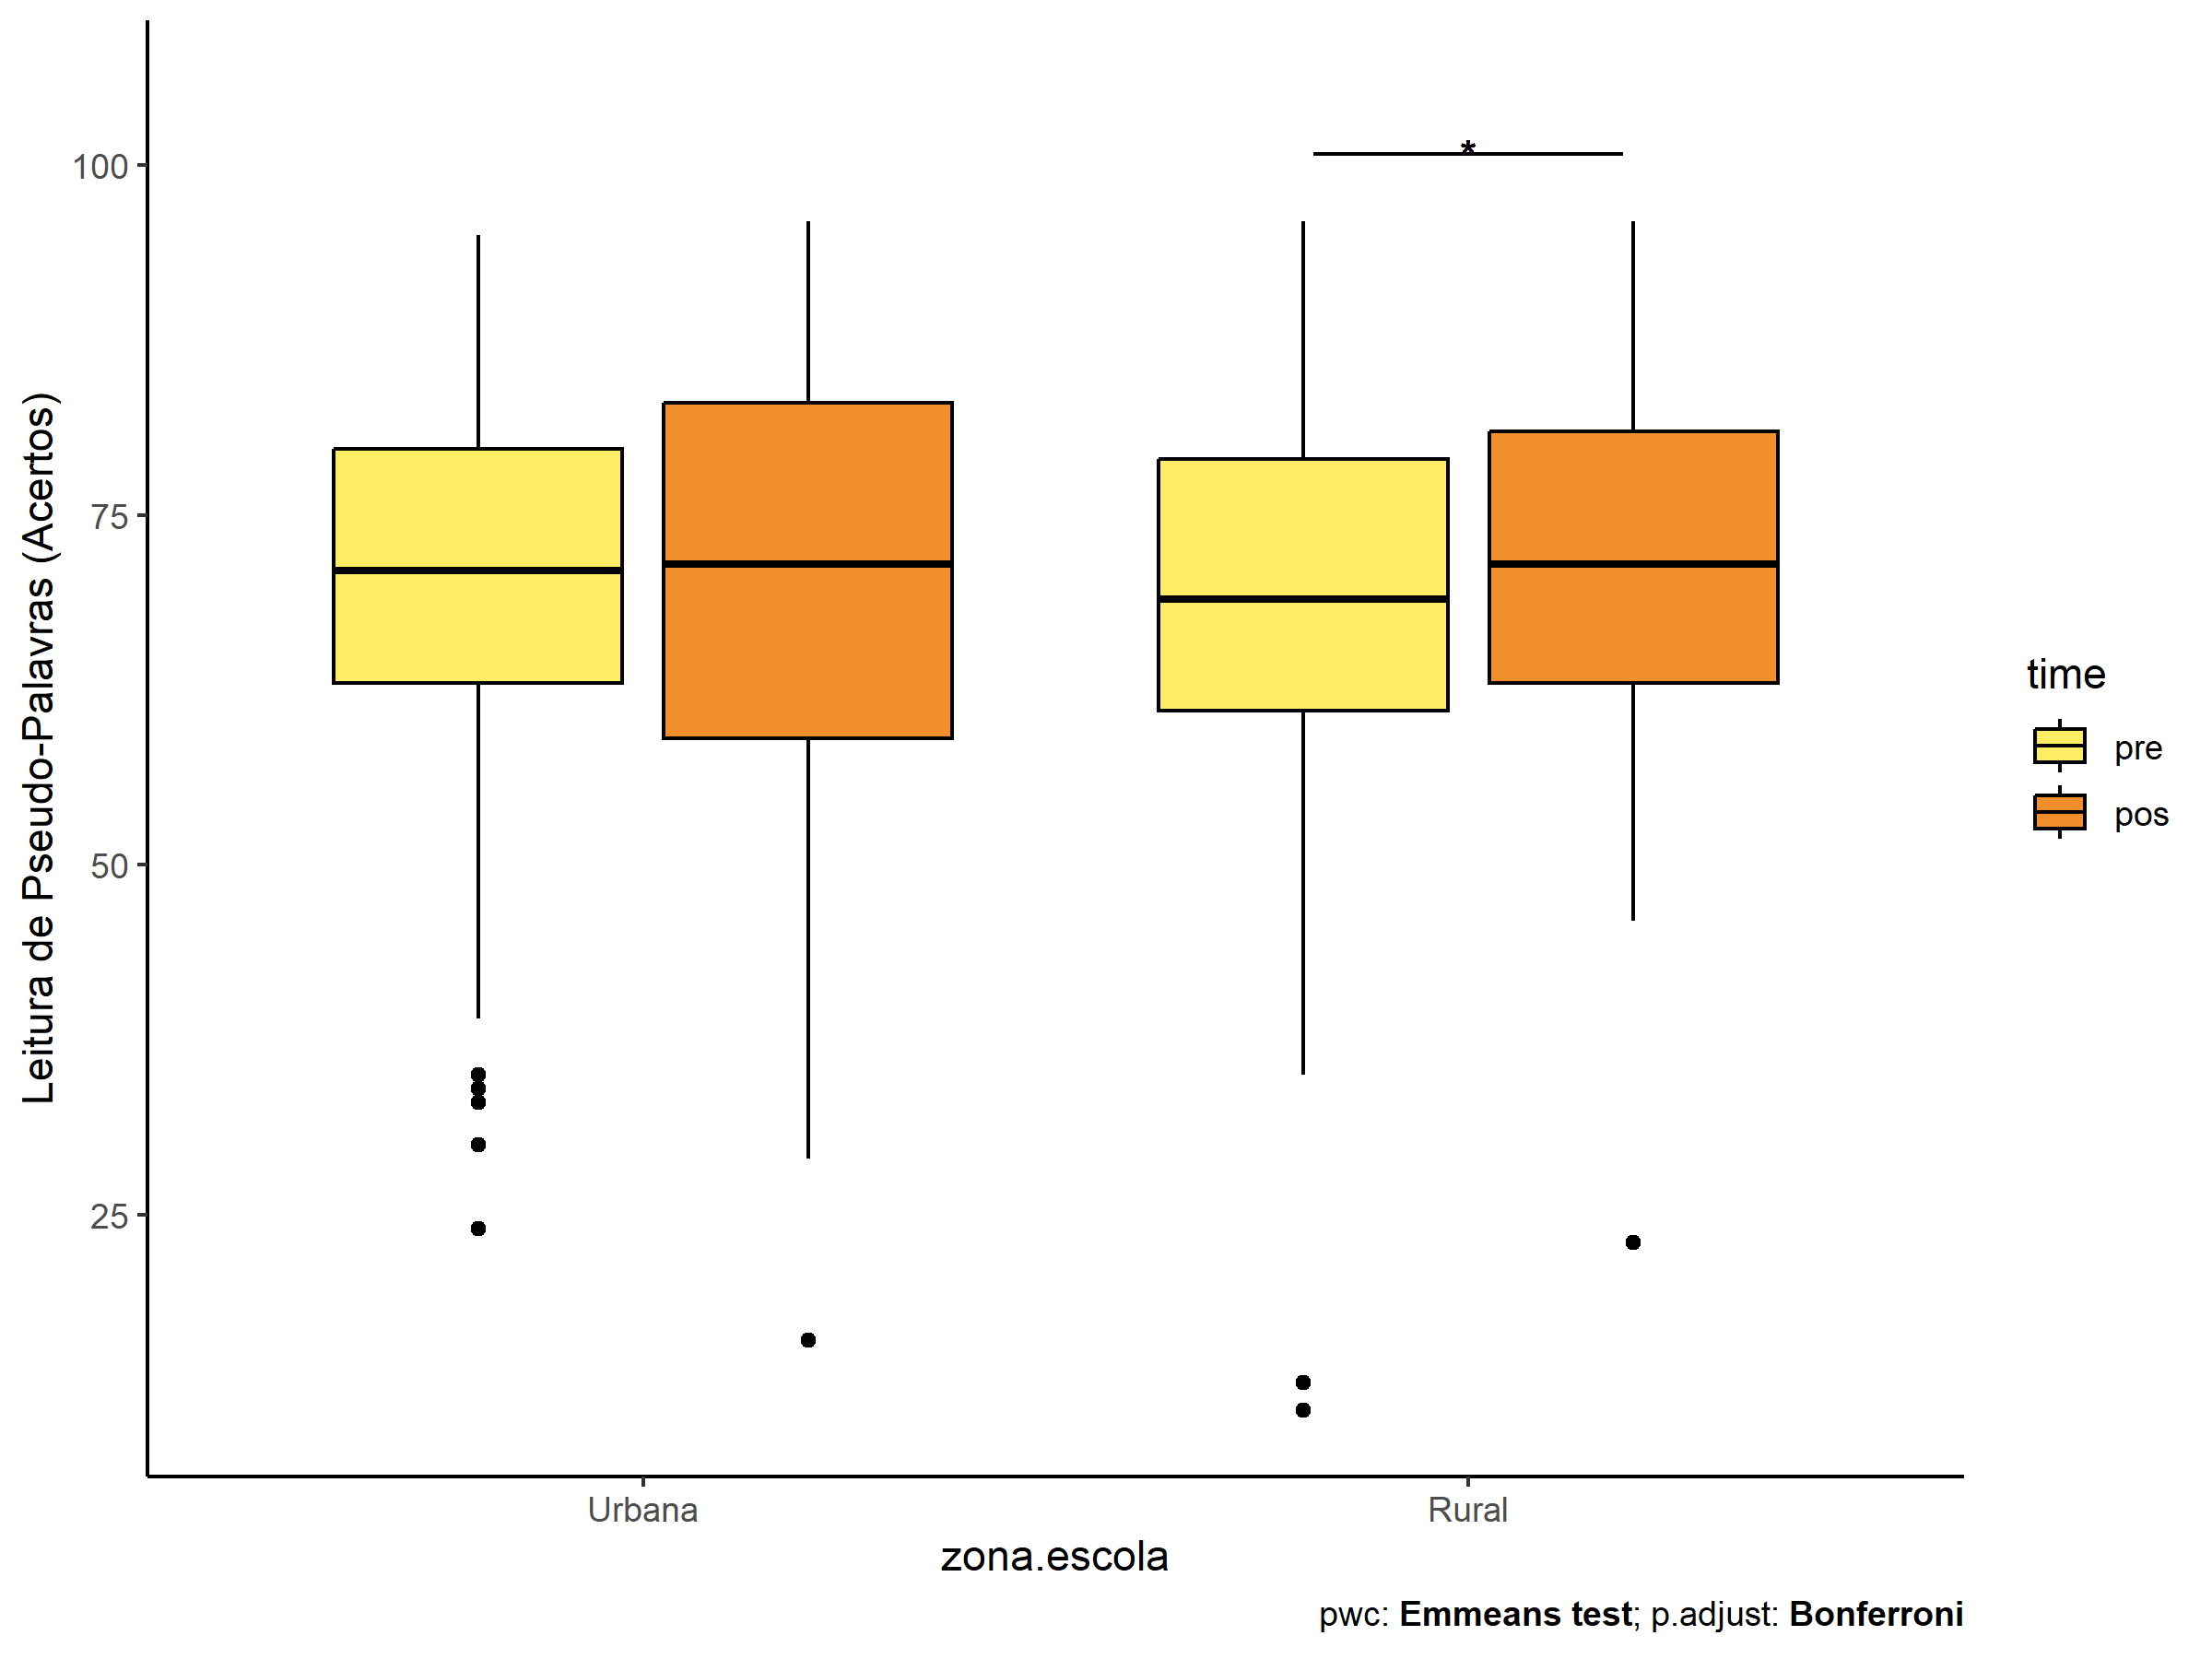 Leitura de Pseudo-Palavras (Acertos)
100
75
50
25
*
Urbana
Rural
zona.escola
time
pre
pos
pwc: Emmeans test; p.adjust: Bonferroni